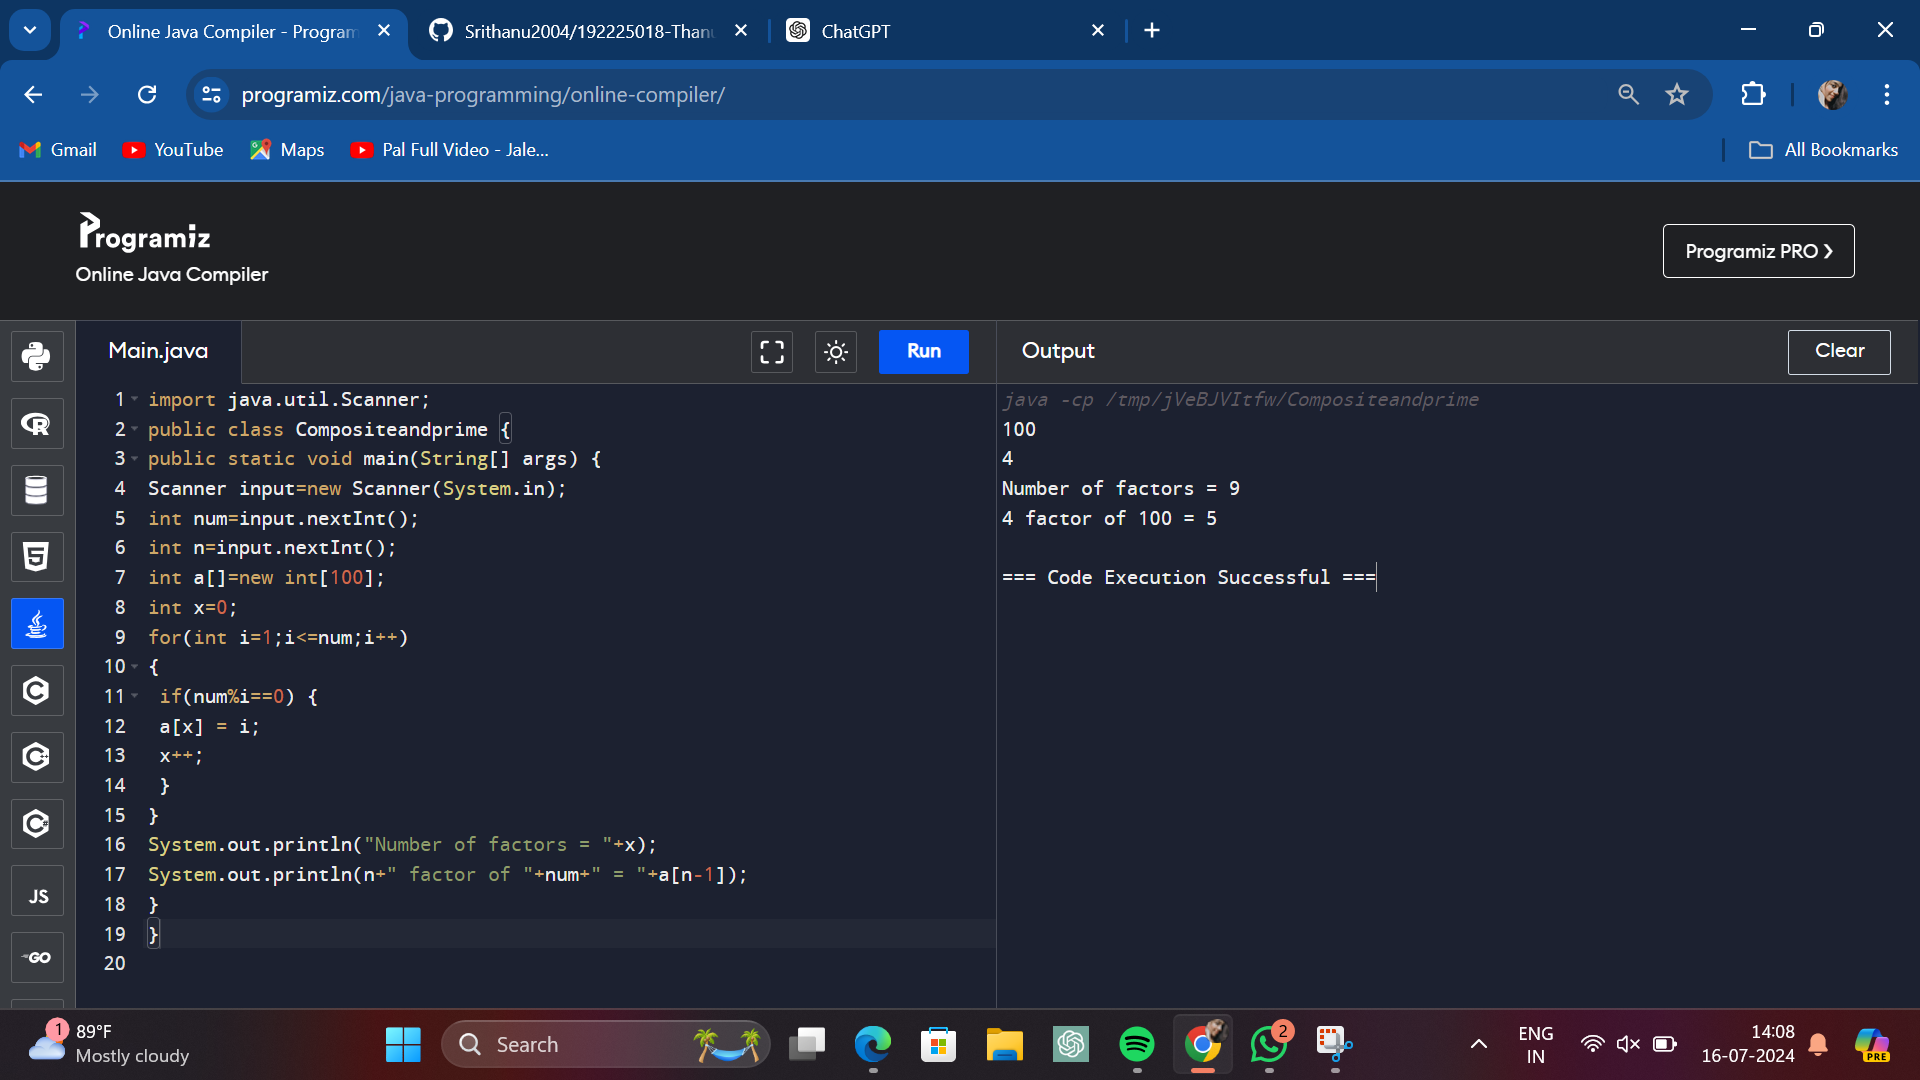 Online Java Compiler - Program
Srithanu2004/192225018-Thanu
ChatGPT
programiz.com/java-programming/online-compiler/
Gmail
YouTube
Maps
Pal Full Video - Jale...
All Bookmarks
Programiz
Online Java Compiler
Programiz PRO ❯
Main.java
Run
Output
Clear
1 import java.util.Scanner;
2 public class Compositeandprime {
3 public static void main(String[] args) {
4 Scanner input=new Scanner(System.in);
5 int num=input.nextInt();
6 int n=input.nextInt();
7 int a[]=new int[100];
8 int x=0;
9 for(int i=1;i<=num;i++)
10 {
11 if(num%i==0) {
12 a[x] = i;
13 x++;
14 }
15 }
16 System.out.println("Number of factors = "+x);
17 System.out.println(n+" factor of "+num+" = "+a[n-1]);
18 }
19 }
20
java -cp /tmp/jVeBJVItfw/Compositeandprime
100
4
Number of factors = 9
4 factor of 100 = 5
=== Code Execution Successful ===
R
5
C
C++
C#
JS
GO
1
89°F
Mostly cloudy
Search
2
ENG
IN
14:08
16-07-2024
PRE